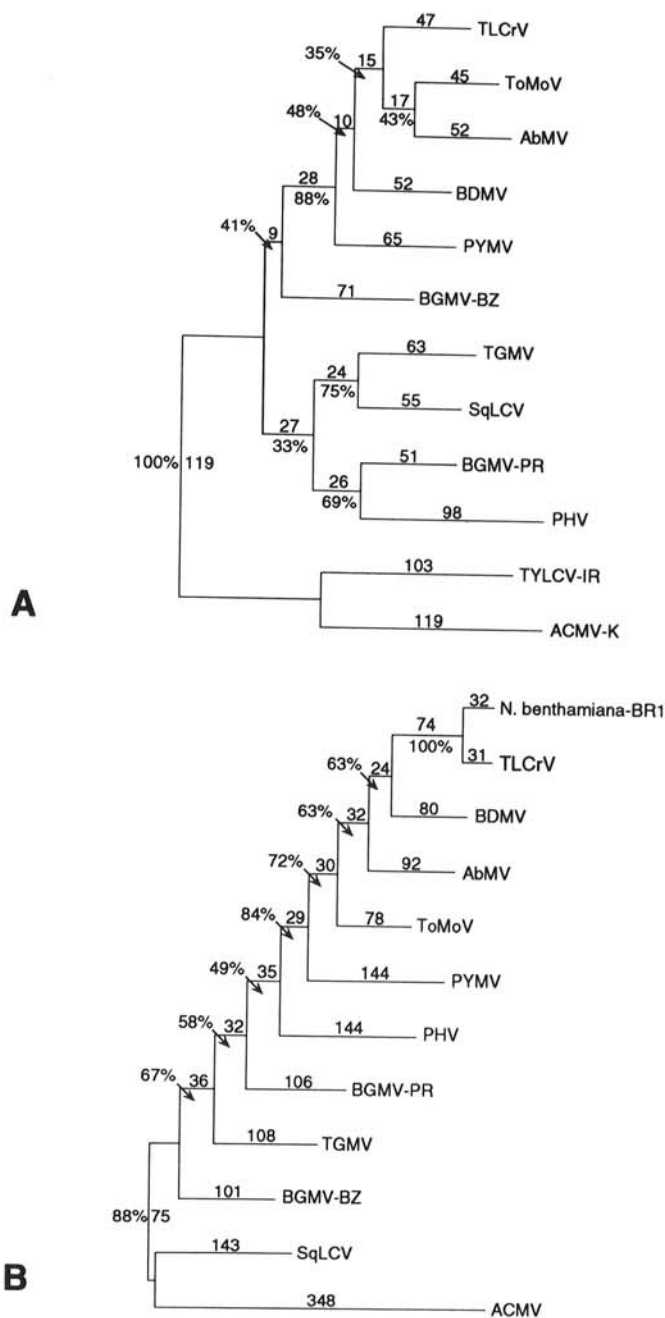 47 TLCrV
35% 15
45 ToMoV
17
43%
48% 10
52 AbMV
28
88%
52 BDMV
41% 9
65 PYMV
71 BGMV-BZ
63 TGMV
24
75%
55 SqLCV
27
33%
51 BGMV-PR
100% 119
26
69%
98 PHV
103 TYLCV-IR
A
119 ACMV-K
32 N. benthamiana-BR1
74
100%
31 TLCrV
63% 24
80 BDMV
63% 32
92 AbMV
72% 30
78 ToMoV
84% 29
144 PYMV
49% 35
144 PHV
58% 32
106 BGMV-PR
67% 36
108 TGMV
101 BGMV-BZ
88% 75
143 SqLCV
B
348 ACMV